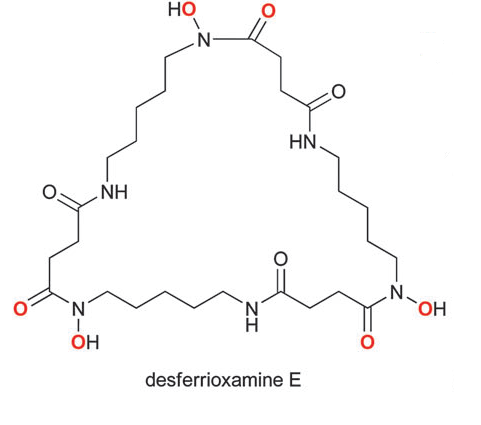 HO O
N
O
HN
O NH
O
N
O N
H
N OH
OH O
desferrioxamine E